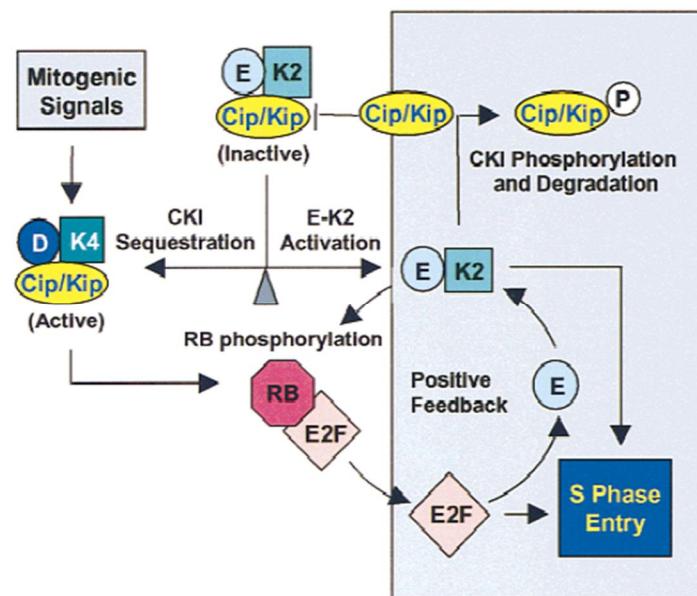 Mitogenic
Signals
E
K2
Cip/Kip
(Inactive)
Cip/Kip
Cip/Kip
P
CKI Phosphorylation
and Degradation
D
K4
Cip/Kip
(Active)
CKI
Sequestration
E-K2
Activation
E
K2
RB phosphorylation
RB
E2F
Positive
Feedback
E
E2F
S Phase
Entry